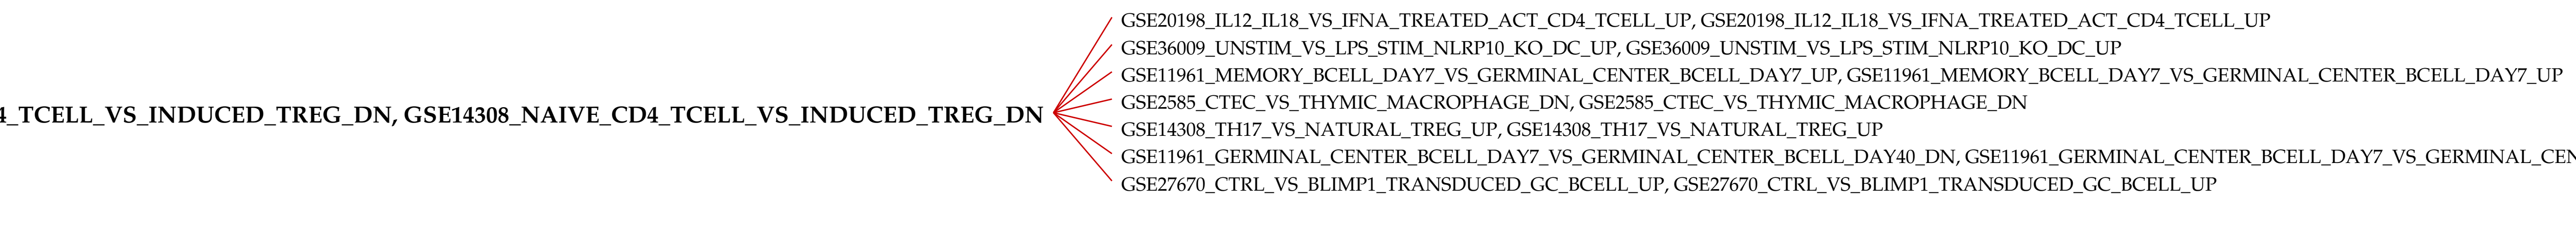 GSE20198_IL12_IL18_VS_IFNA_TREATED_ACT_CD4_TCELL_UP, GSE20198_IL12_IL18_VS_IFNA_TREATED_ACT_CD4_TCELL_UP
GSE36009_UNSTIM_VS_LPS_STIM_NLRP10_KO_DC_UP, GSE36009_UNSTIM_VS_LPS_STIM_NLRP10_KO_DC_UP
GSE11961_MEMORY_BCELL_DAY7_VS_GERMINAL_CENTER_BCELL_DAY7_UP, GSE11961_MEMORY_BCELL_DAY7_VS_GERMINAL_CENTER_BCELL_DAY7_UP
GSE2585_CTEC_VS_THYMIC_MACROPHAGE_DN, GSE2585_CTEC_VS_THYMIC_MACROPHAGE_DN
4_TCELL_VS_INDUCED_TREG_DN, GSE14308_NAIVE_CD4_TCELL_VS_INDUCED_TREG_DN
GSE14308_TH17_VS_NATURAL_TREG_UP, GSE14308_TH17_VS_NATURAL_TREG_UP
GSE11961_GERMINAL_CENTER_BCELL_DAY7_VS_GERMINAL_CENTER_BCELL_DAY40_DN, GSE11961_GERMINAL_CENTER_BCELL_DAY7_VS_GERMINAL_CEN
GSE27670_CTRL_VS_BLIMP1_TRANSDUCED_GC_BCELL_UP, GSE27670_CTRL_VS_BLIMP1_TRANSDUCED_GC_BCELL_UP